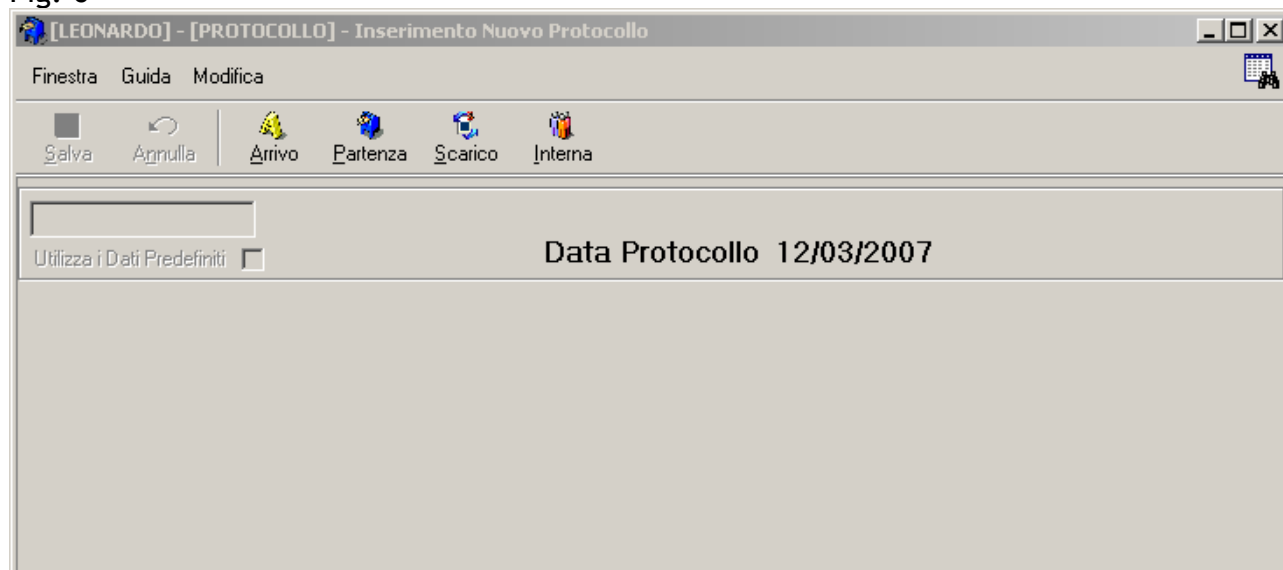 [LEONARDO] - [PROTOCOLLO] - Inserimento Nuovo Protocollo
Finestra Guida Modifica
Salva Annulla Arrivo Partenza Scarico Interna
Utilizza i Dati Predefiniti
Data Protocollo 12/03/2007